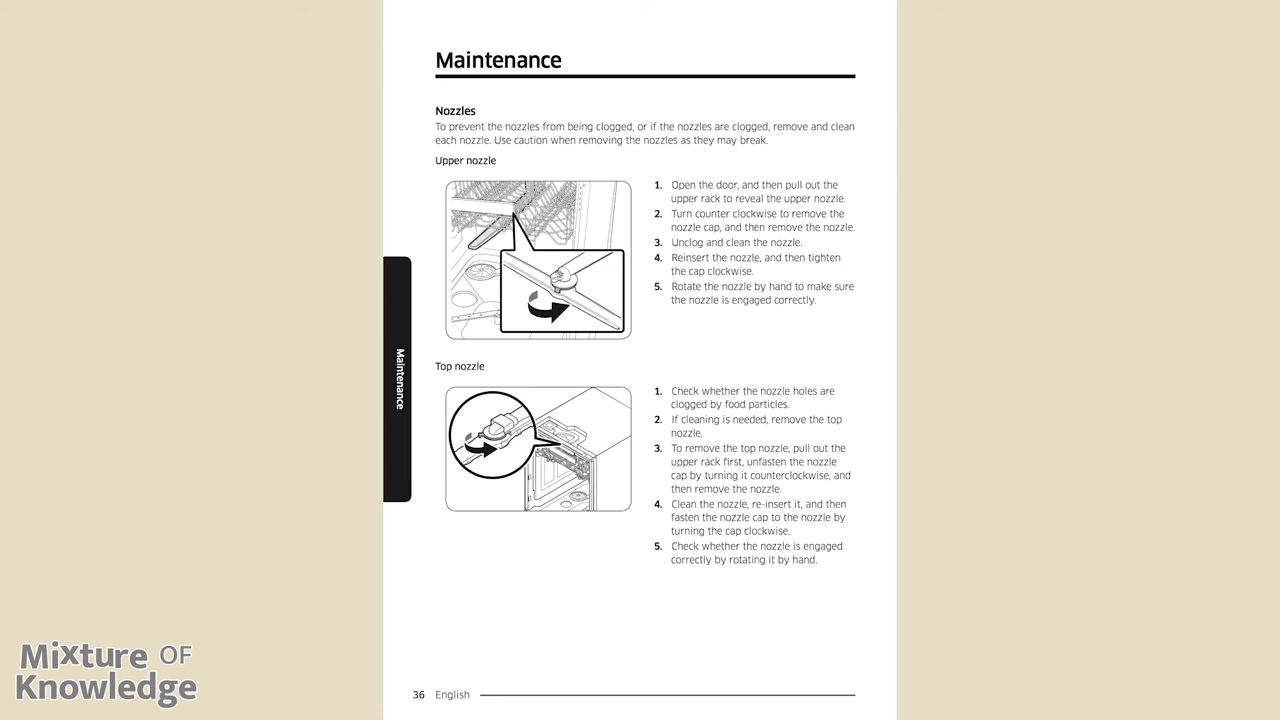 Maintenance
Nozzles
To prevent the nozzles from being clogged, or if the nozzles are clogged, remove and clean
each nozzle. Use caution when removing the nozzles as they may break.
Upper nozzle
1. Open the door, and then pull out the
upper rack to reveal the upper nozzle.
2. Turn counter clockwise to remove the
nozzle cap, and then remove the nozzle.
3. Unclog and clean the nozzle.
4. Reinsert the nozzle, and then tighten
the cap clockwise.
5. Rotate the nozzle by hand to make sure
the nozzle is engaged correctly.
Maintenance
Top nozzle
1. Check whether the nozzle holes are
clogged by food particles.
2. If cleaning is needed, remove the top
nozzle.
3. To remove the top nozzle, pull out the
upper rack first, unfasten the nozzle
cap by turning it counterclockwise, and
then remove the nozzle.
4. Clean the nozzle, re-insert it, and then
fasten the nozzle cap to the nozzle by
turning the cap clockwise.
5. Check whether the nozzle is engaged
correctly by rotating it by hand.
Mixture OF
Knowledge
36 English